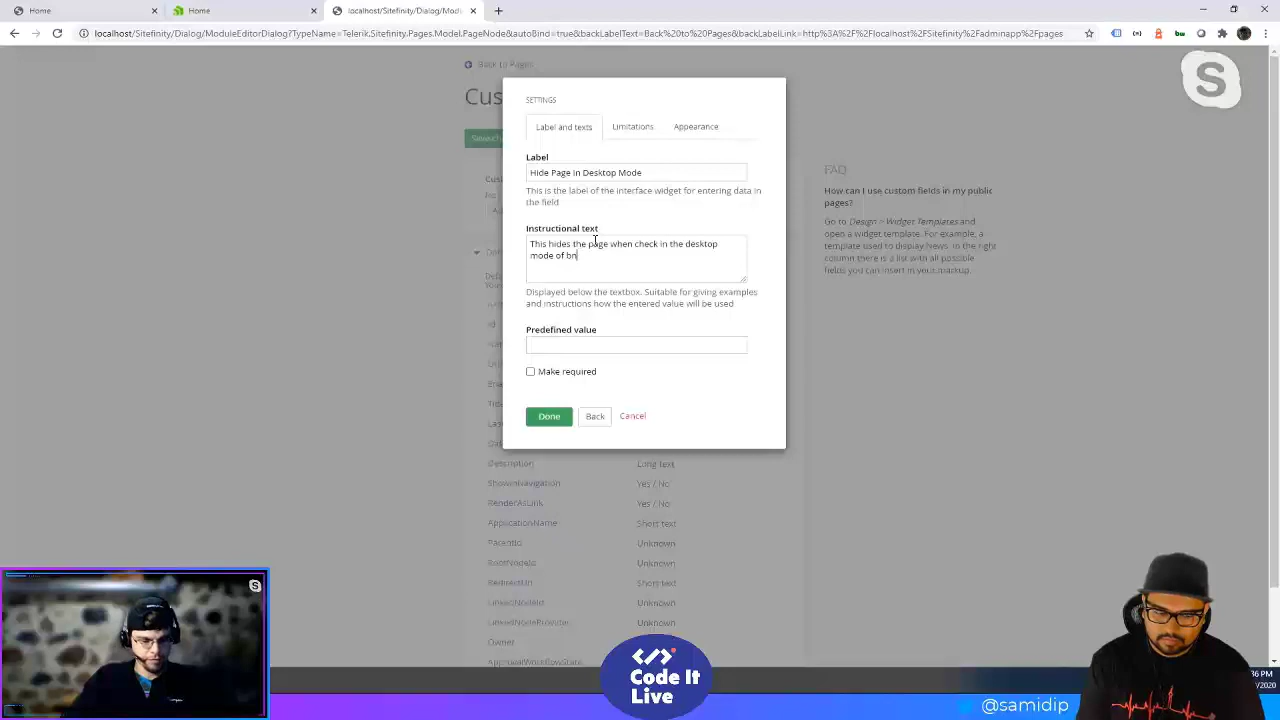 Home
Home
localhost/Sitefinity/Dialog/Modu
localhost/Sitefinity/Dialog/ModuleEditorDialog?TypeName=Telerik.Sitefinity.Pages.Model.PageNode&autoBind=true&backLabelText=Back%20to%20Pages&backLabelLink=http%3A%2F%2Flocalhost%2FSitefinity%2Fadminapp%2Fpages
Back to Pages
Cus
SETTINGS
Label and texts
Limitations
Appearance
Label
Hide Page In Desktop Mode
This is the label of the interface widget for entering data in
the field
Instructional text
This hides the page when check in the desktop
mode of bn
Displayed below the textbox. Suitable for giving examples
and instructions how the entered value will be used
Predefined value
Make required
Done
Back
Cancel
FAQ
How can I use custom fields in my public
pages?
Go to Design > Widget Templates and
open a widget template. For example, a
template used to display News. In the right
column there is a list with all possible
fields you can insert in your markup.
Description Long Text
ShowInNavigation Yes / No
RenderAsLink Yes / No
ApplicationName Short text
ParentId Unknown
RootNodeId Unknown
RedirectUrl Short text
LinkedNodeId Unknown
LinkedNodeProvider Unknown
Owner Unknown
ApprovalWorkflowState
Code It
Live
@samidip
36 PM
/2020